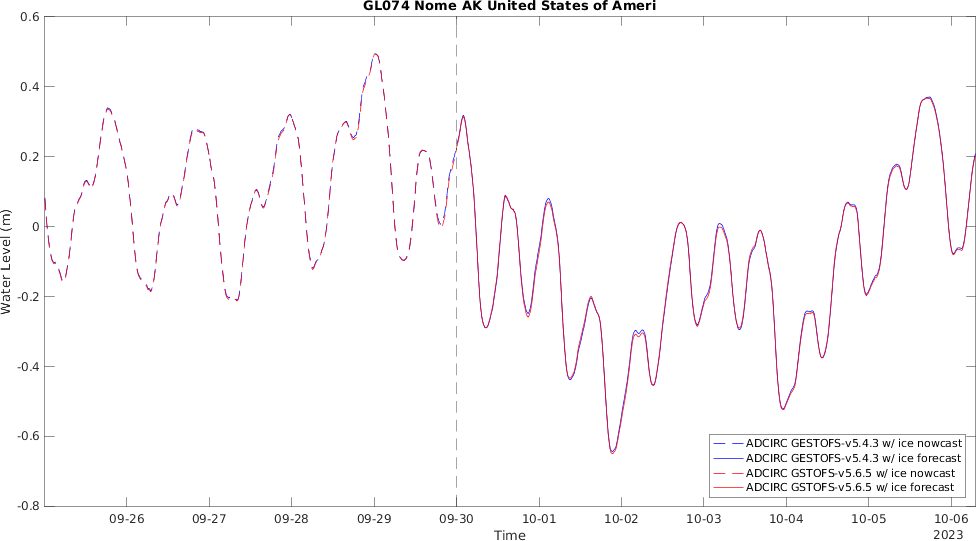 GL074 Nome AK United States of Ameri
0.6
0.4
0.2
0
-0.2
-0.4
-0.6
-0.8
Water Level (m)
ADCIRC GESTOFS-v5.4.3 w/ ice nowcast
ADCIRC GESTOFS-v5.4.3 w/ ice forecast
ADCIRC GSTOFS-v5.6.5 w/ ice nowcast
ADCIRC GSTOFS-v5.6.5 w/ ice forecast
09-26 09-27 09-28 09-29 09-30 10-01 10-02 10-03 10-04 10-05 10-06
2023
Time